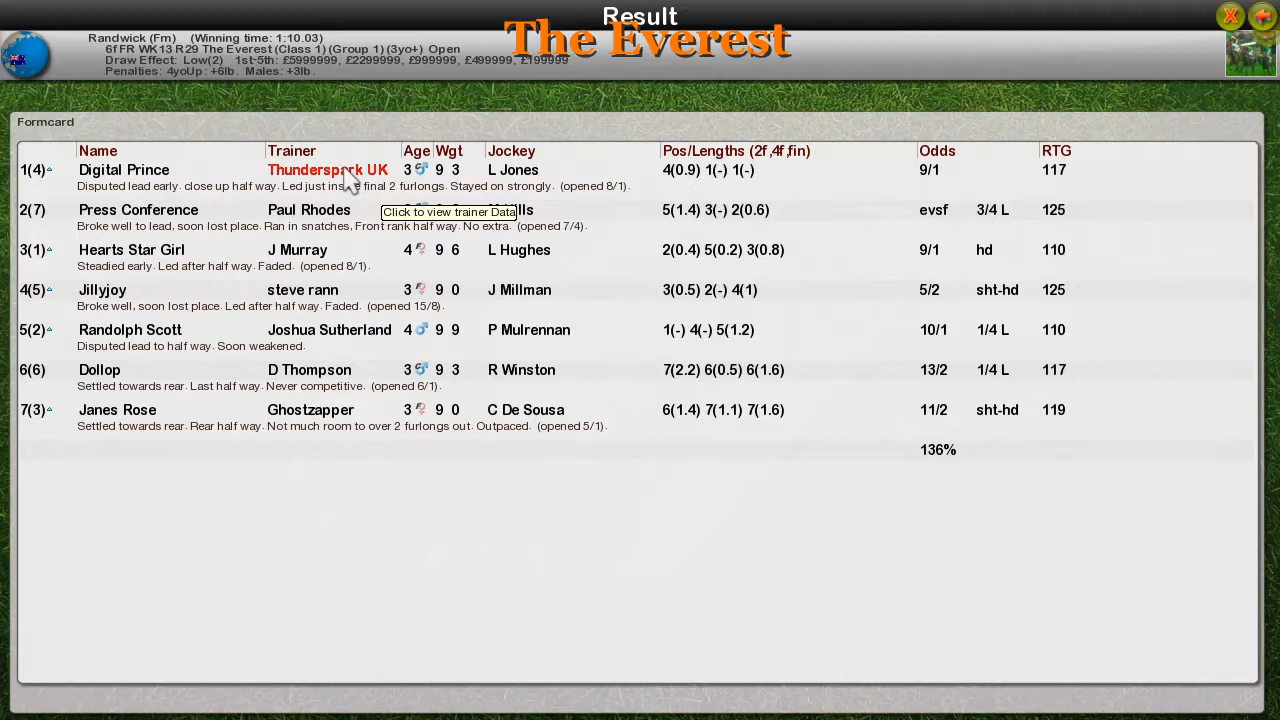 Result
The Everest
Randwick (Fm) (Winning time: 1:10.03)
6f FR WK13 R29 The Everest (Class 1) (Group 1) (3yo+) Open
Draw Effect: Low(2) 1st-5th: £5999999, £2299999, £999999, £499999, £199999
Penalties: 4yoUp: +6lb. Males: +3lb.
Formcard
Name Trainer Age Wgt Jockey Pos/Lengths (2f,4f,fin) Odds RTG
1(4) Digital Prince Thunderspark UK 3 9 3 L Jones 4(0.9) 1(-) 1(-) 9/1 117
Disputed lead early. close up half way. Led just inside final 2 furlongs. Stayed on strongly. (opened 8/1).
2(7) Press Conference Paul Rhodes evsf 3/4 L 125 5(1.4) 3(-) 2(0.6)
Click to view trainer Data
Broke well to lead, soon lost place. Ran in snatches, Front rank half way. No extra. (opened 7/4).
3(1) Hearts Star Girl J Murray 4 9 6 L Hughes 2(0.4) 5(0.2) 3(0.8) 9/1 hd 110
Steadied early. Led after half way. Faded. (opened 8/1).
4(5) Jillyjoy steve rann 3 9 0 J Millman 3(0.5) 2(-) 4(1) 5/2 sht-hd 125
Broke well, soon lost place. Led after half way. Faded. (opened 15/8).
5(2) Randolph Scott Joshua Sutherland 4 9 9 P Mulrennan 1(-) 4(-) 5(1.2) 10/1 1/4 L 110
Disputed lead to half way. Soon weakened.
6(6) Dollop D Thompson 3 9 3 R Winston 7(2.2) 6(0.5) 6(1.6) 13/2 1/4 L 117
Settled towards rear. Last half way. Never competitive. (opened 6/1).
7(3) Janes Rose Ghostzapper 3 9 0 C De Sousa 6(1.4) 7(1.1) 7(1.6) 11/2 sht-hd 119
Settled towards rear. Rear half way. Not much room to over 2 furlongs out. Outpaced. (opened 5/1).
136%